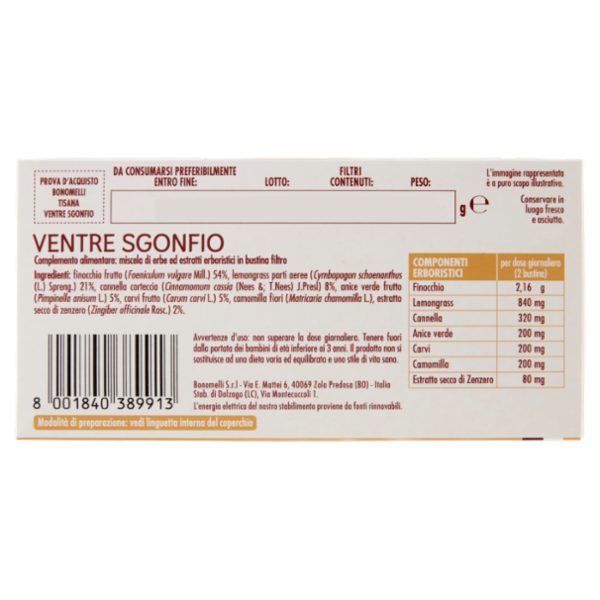 PROVA D'ACQUISTO
BONOMELLI
TISANA
VENTRE SGONFIO
DA CONSUMARSI PREFERIBILMENTE
ENTRO FINE:
LOTTO:
FILTRI
CONTENUTI:
PESO:
g ℮
L'immagine rappresentata
è a puro scopo illustrativo.
Conservare in
luogo fresco
e asciutto.
VENTRE SGONFIO
Complemento alimentare: miscela di erbe ed estratti erboristici in bustina filtro
Ingredienti: finocchio frutto (Foeniculum vulgare Mill.) 54%, lemongrass parti aeree (Cymbopogon schoenanthus
(L.) Spreng.) 21%, cannella corteccia (Cinnamomum cassia (Nees &; T.Nees) J.Presl) 8%, anice verde frutto
(Pimpinella anisum L.) 5%, carvi frutto (Carum carvi L.) 5%, camomilla fiori (Matricaria chamomilla L.), estratto
secco di zenzero (Zingiber officinale Rosc.) 2%.
COMPONENTI
ERBORISTICI
per dose giornaliera
(2 bustine)
Finocchio 2,16 g
Lemongrass 840 mg
Cannella 320 mg
Anice verde 200 mg
Carvi 200 mg
Camomilla 200 mg
Estratto secco di Zenzero 80 mg
Avvertenze d'uso: non superare la dose giornaliera. Tenere fuori
dalla portata dei bambini di età inferiore ai 3 anni. Il prodotto non si
sostituisce ad una dieta varia ed equilibrata e uno stile di vita sano.
Bonomelli S.r.l - Via E. Mattei 6, 40069 Zola Predosa (BO) - Italia
Stab. di Dolzago (LC), Via Montecuccoli 1.
L'energia elettrica del nostro stabilimento proviene da fonti rinnovabili.
8 001840 389913
Modalità di preparazione: vedi linguetta interna del coperchio